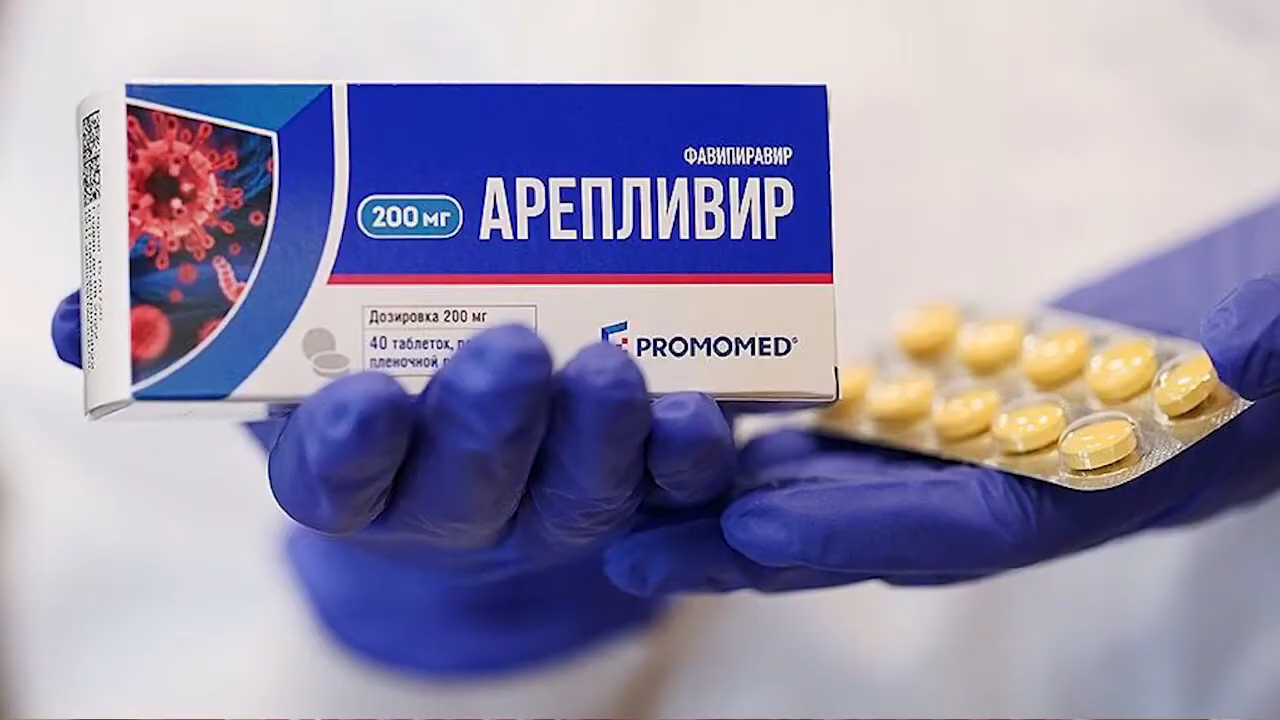 ФАВИПИРАВИР
200 мг АРЕПЛИВИР
Дозировка 200 мг
40 таблеток,
пленочной
PROMOMED